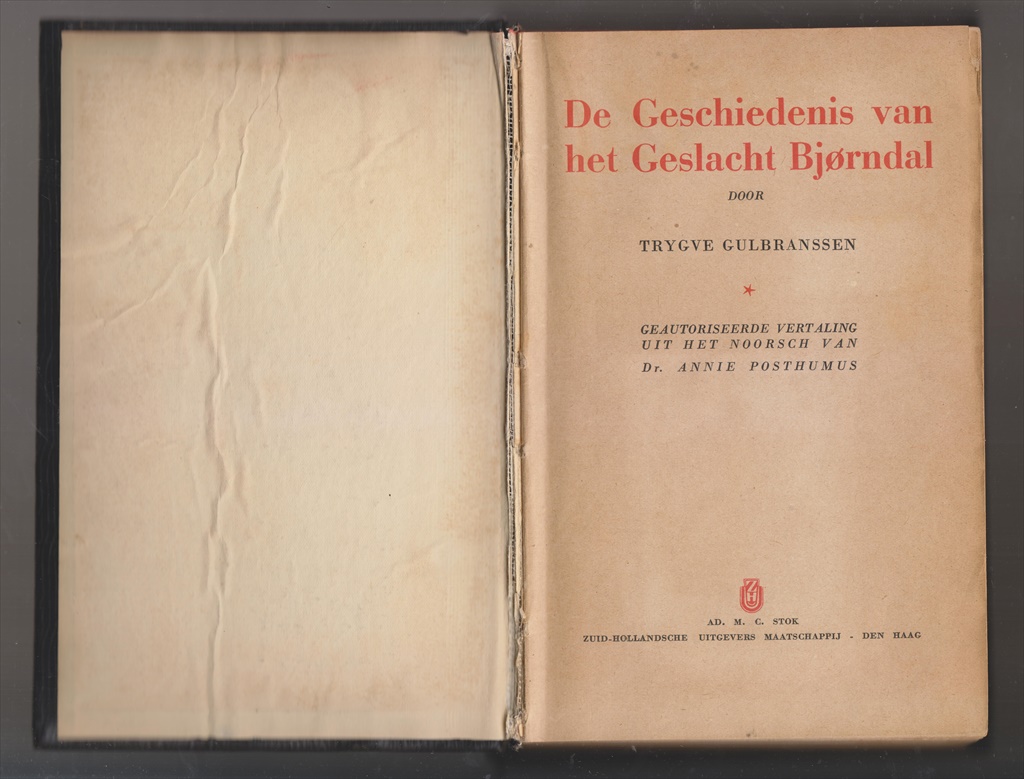 De Geschiedenis van
het Geslacht Bjørndal
DOOR
TRYGVE GULBRANSSEN
GEAUTORISEERDE VERTALING
UIT HET NOORSCH VAN
Dr. ANNIE POSTHUMUS
AD. M. C. STOK
ZUID-HOLLANDSCHE UITGEVERS MAATSCHAPPIJ - DEN HAAG